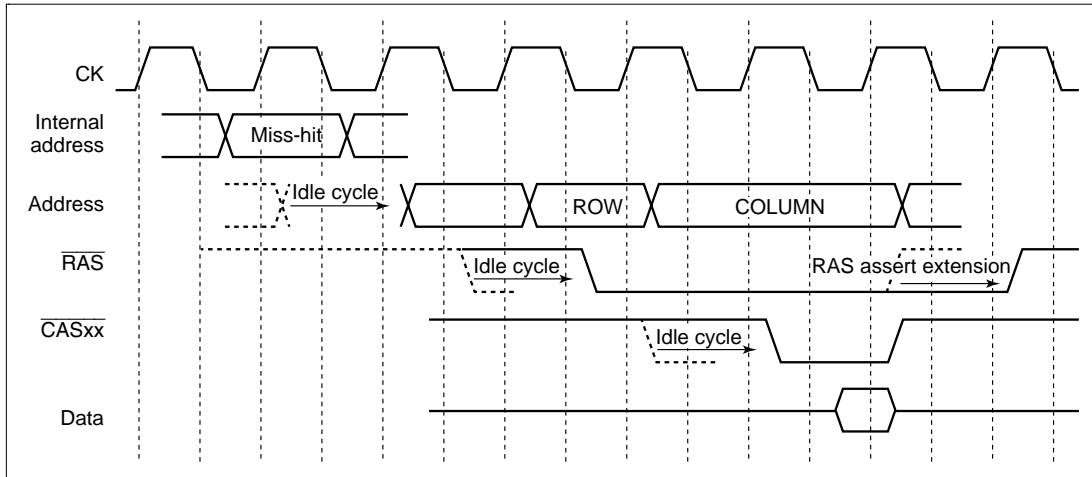 CK
Internal
address
Miss-hit
Address
Idle cycle
ROW
COLUMN
RAS
Idle cycle
RAS assert extension
CASxx
Idle cycle
Data